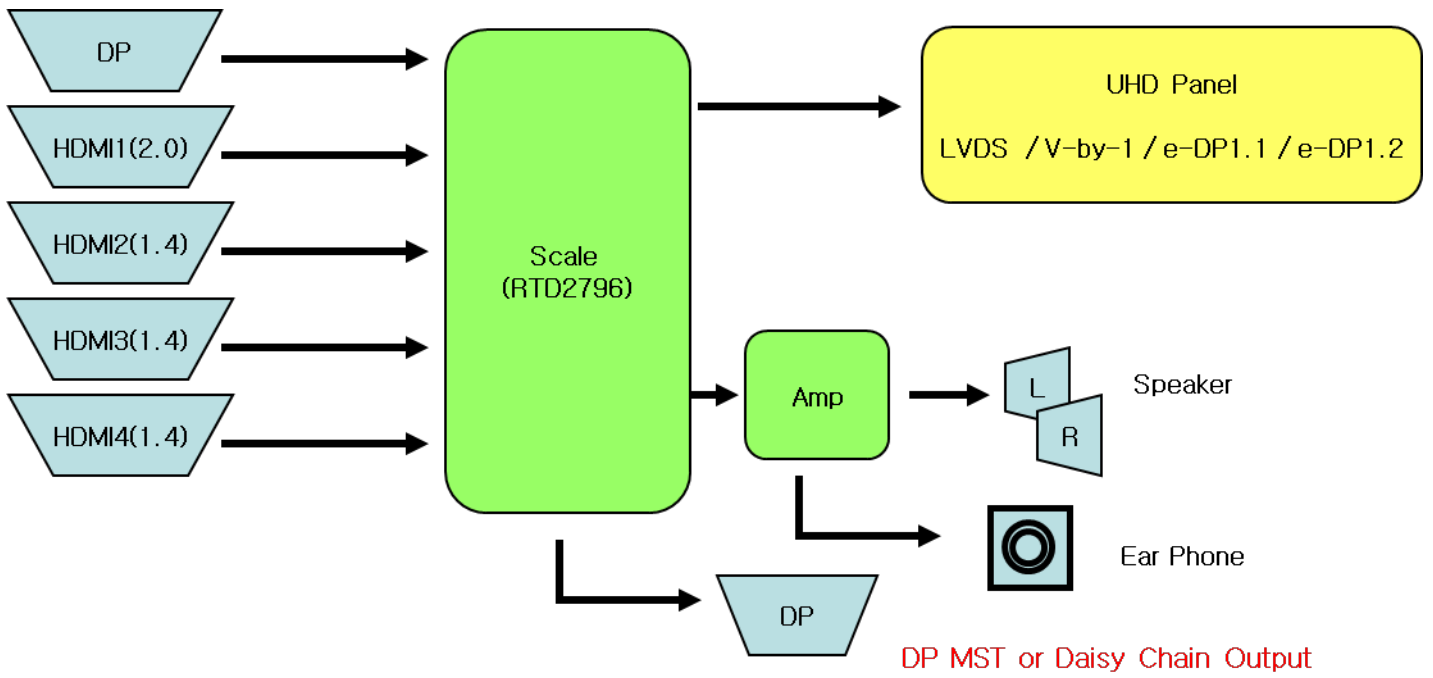 DP
HDMI1(2.0)
HDMI2(1.4)
HDMI3(1.4)
HDMI4(1.4)
Scale
(RTD2796)
UHD Panel
LVDS /V-by-1 / e-DP1.1 / e-DP1.2
Amp
L
R
Speaker
Ear Phone
DP
DP MST or Daisy Chain Output